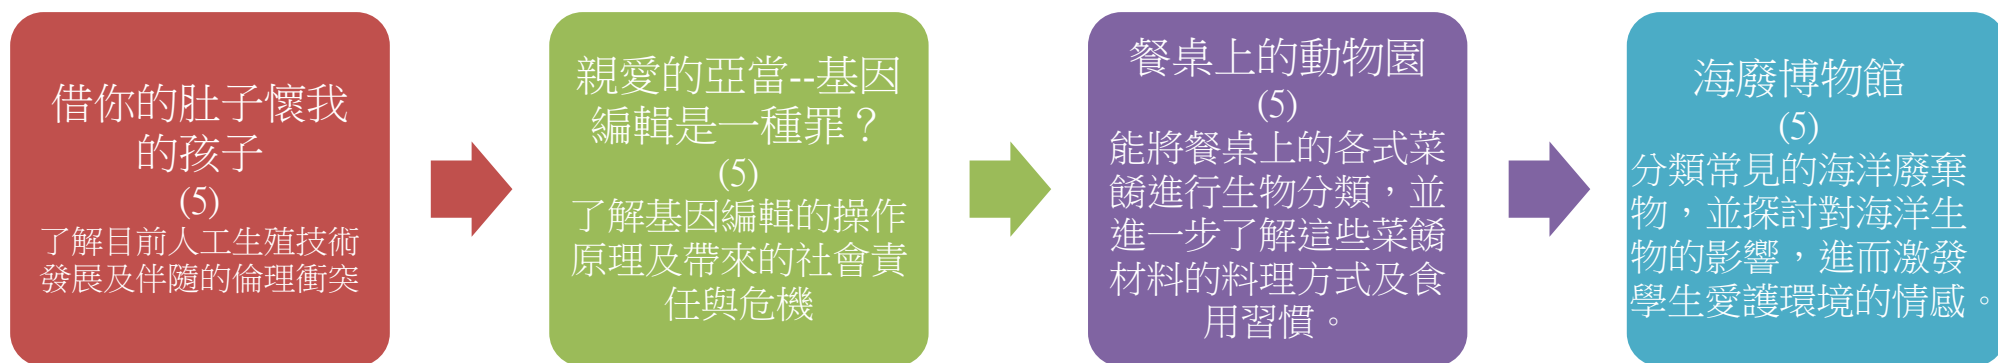 借你的肚子懷我
的孩子
(5)
了解目前人工生殖技術
發展及伴隨的倫理衝突
親愛的亞當--基因
編輯是一種罪？
(5)
了解基因編輯的操作
原理及帶來的社會責
任與危機
餐桌上的動物園
(5)
能將餐桌上的各式菜
餚進行生物分類，並
進一步了解這些菜餚
材料的料理方式及食
用習慣。
海廢博物館
(5)
分類常見的海洋廢棄
物，並探討對海洋生
物的影響，進而激發
學生愛護環境的情感。